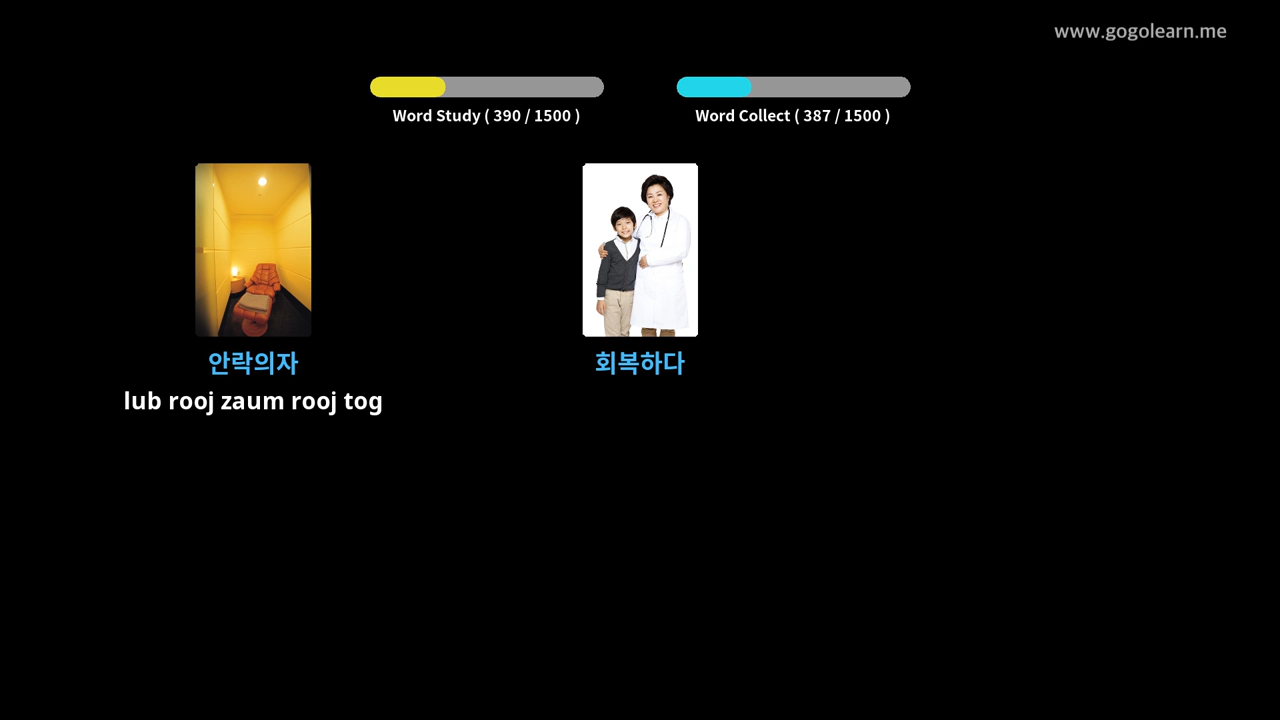 www.gogolearn.me
Word Study ( 390 / 1500 )
Word Collect ( 387 / 1500 )
안락의자
회복하다
lub rooj zaum rooj tog